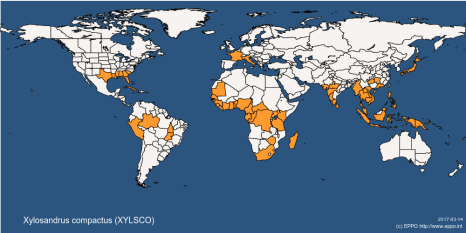 Xylosandrus compactus (XYLSCO)
2017-03-14
(c) EPPO http://www.eppo.int